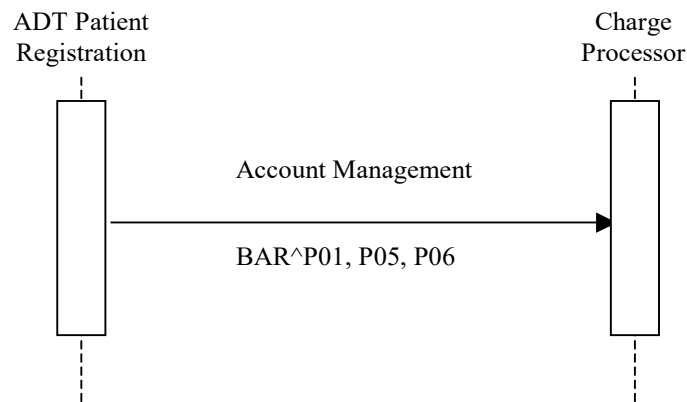 ADT Patient
Registration
Charge
Processor
Account Management
BAR^P01, P05, P06